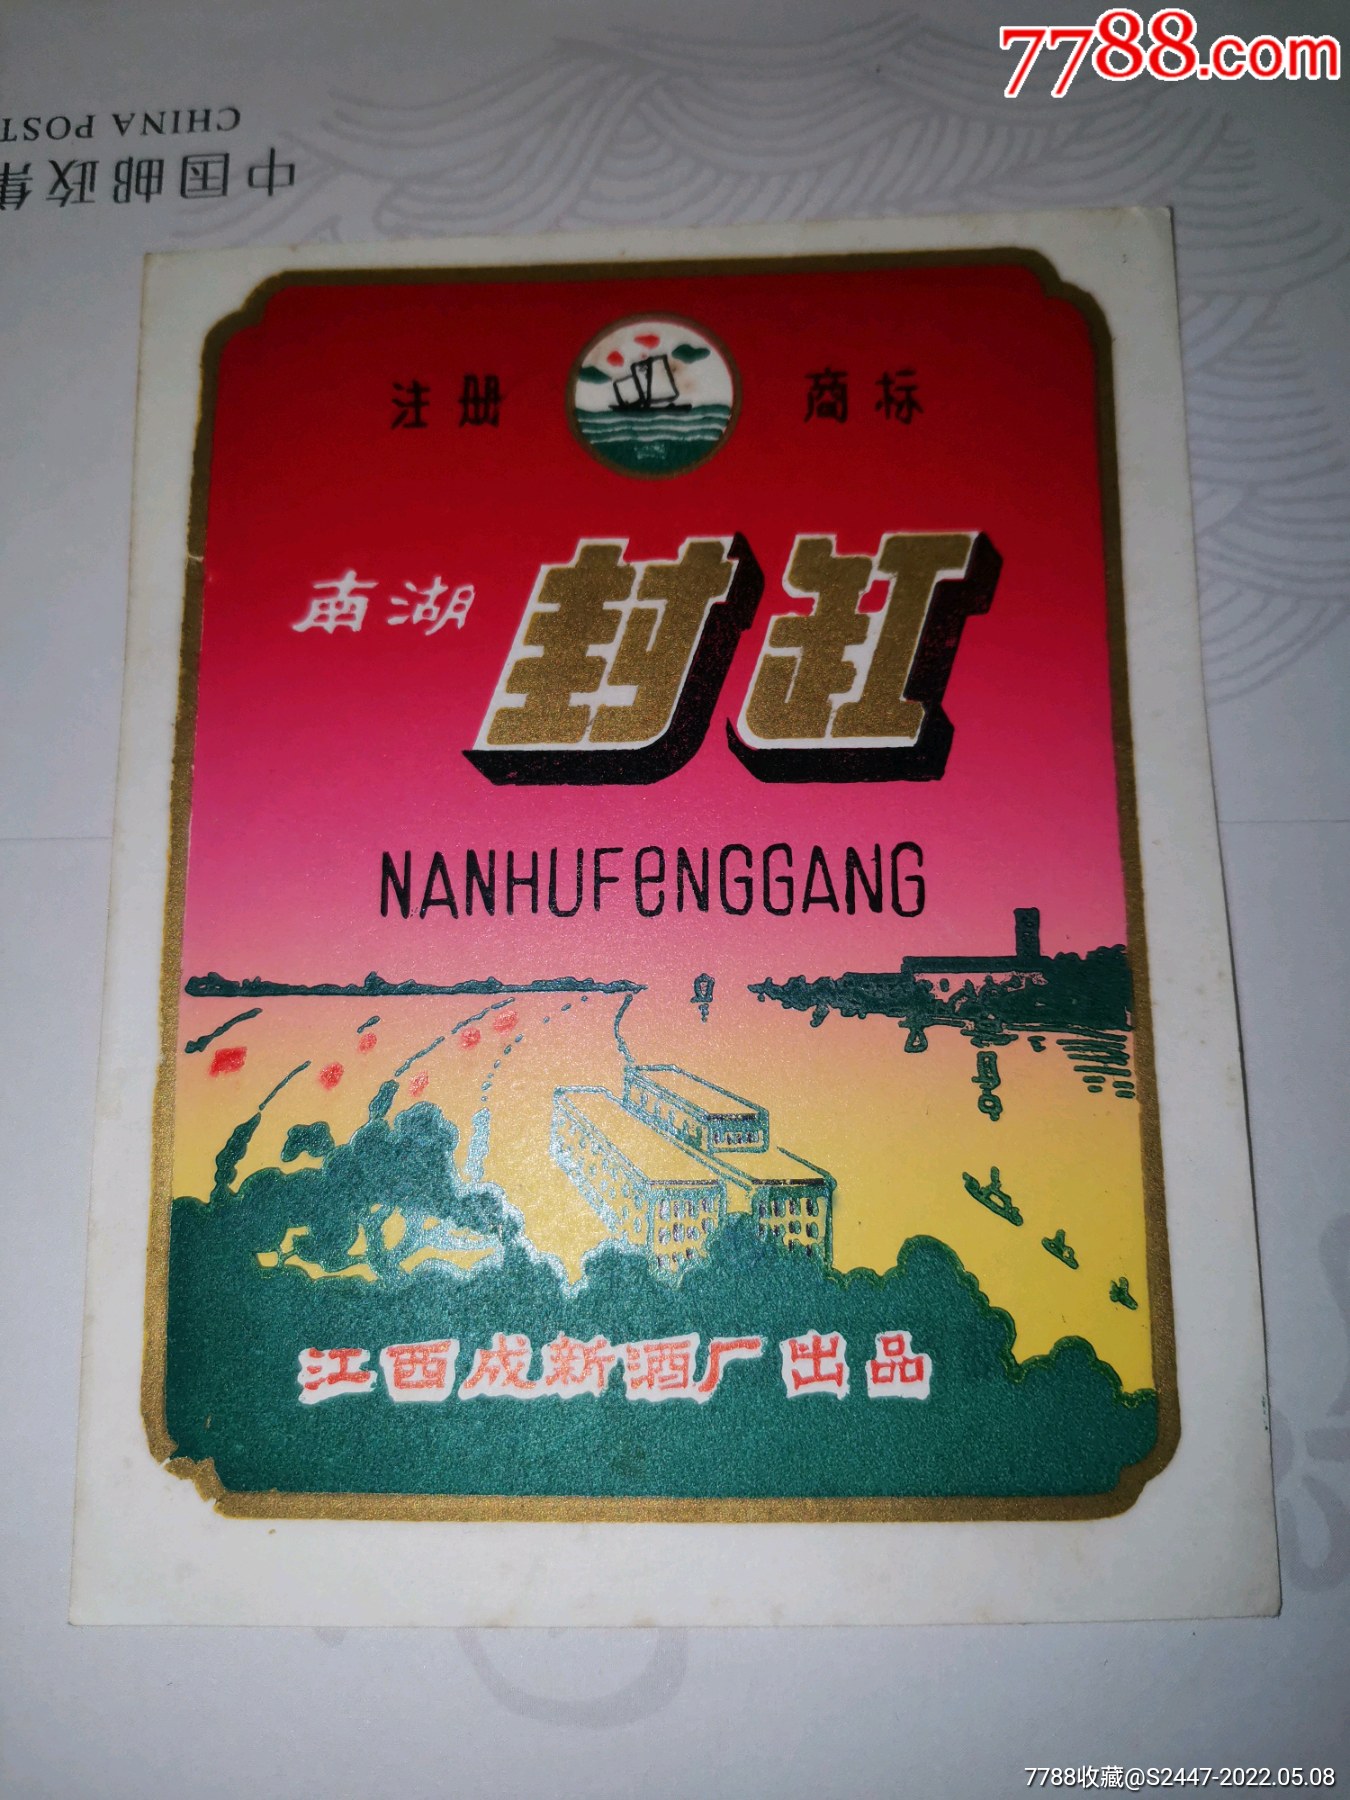 7788.com
CHINA POST
中国邮政集
注册 商标
南湖 封缸
NANHUFeNGGANG
江西成新酒厂出品
7788收藏@S2447-2022.05.08